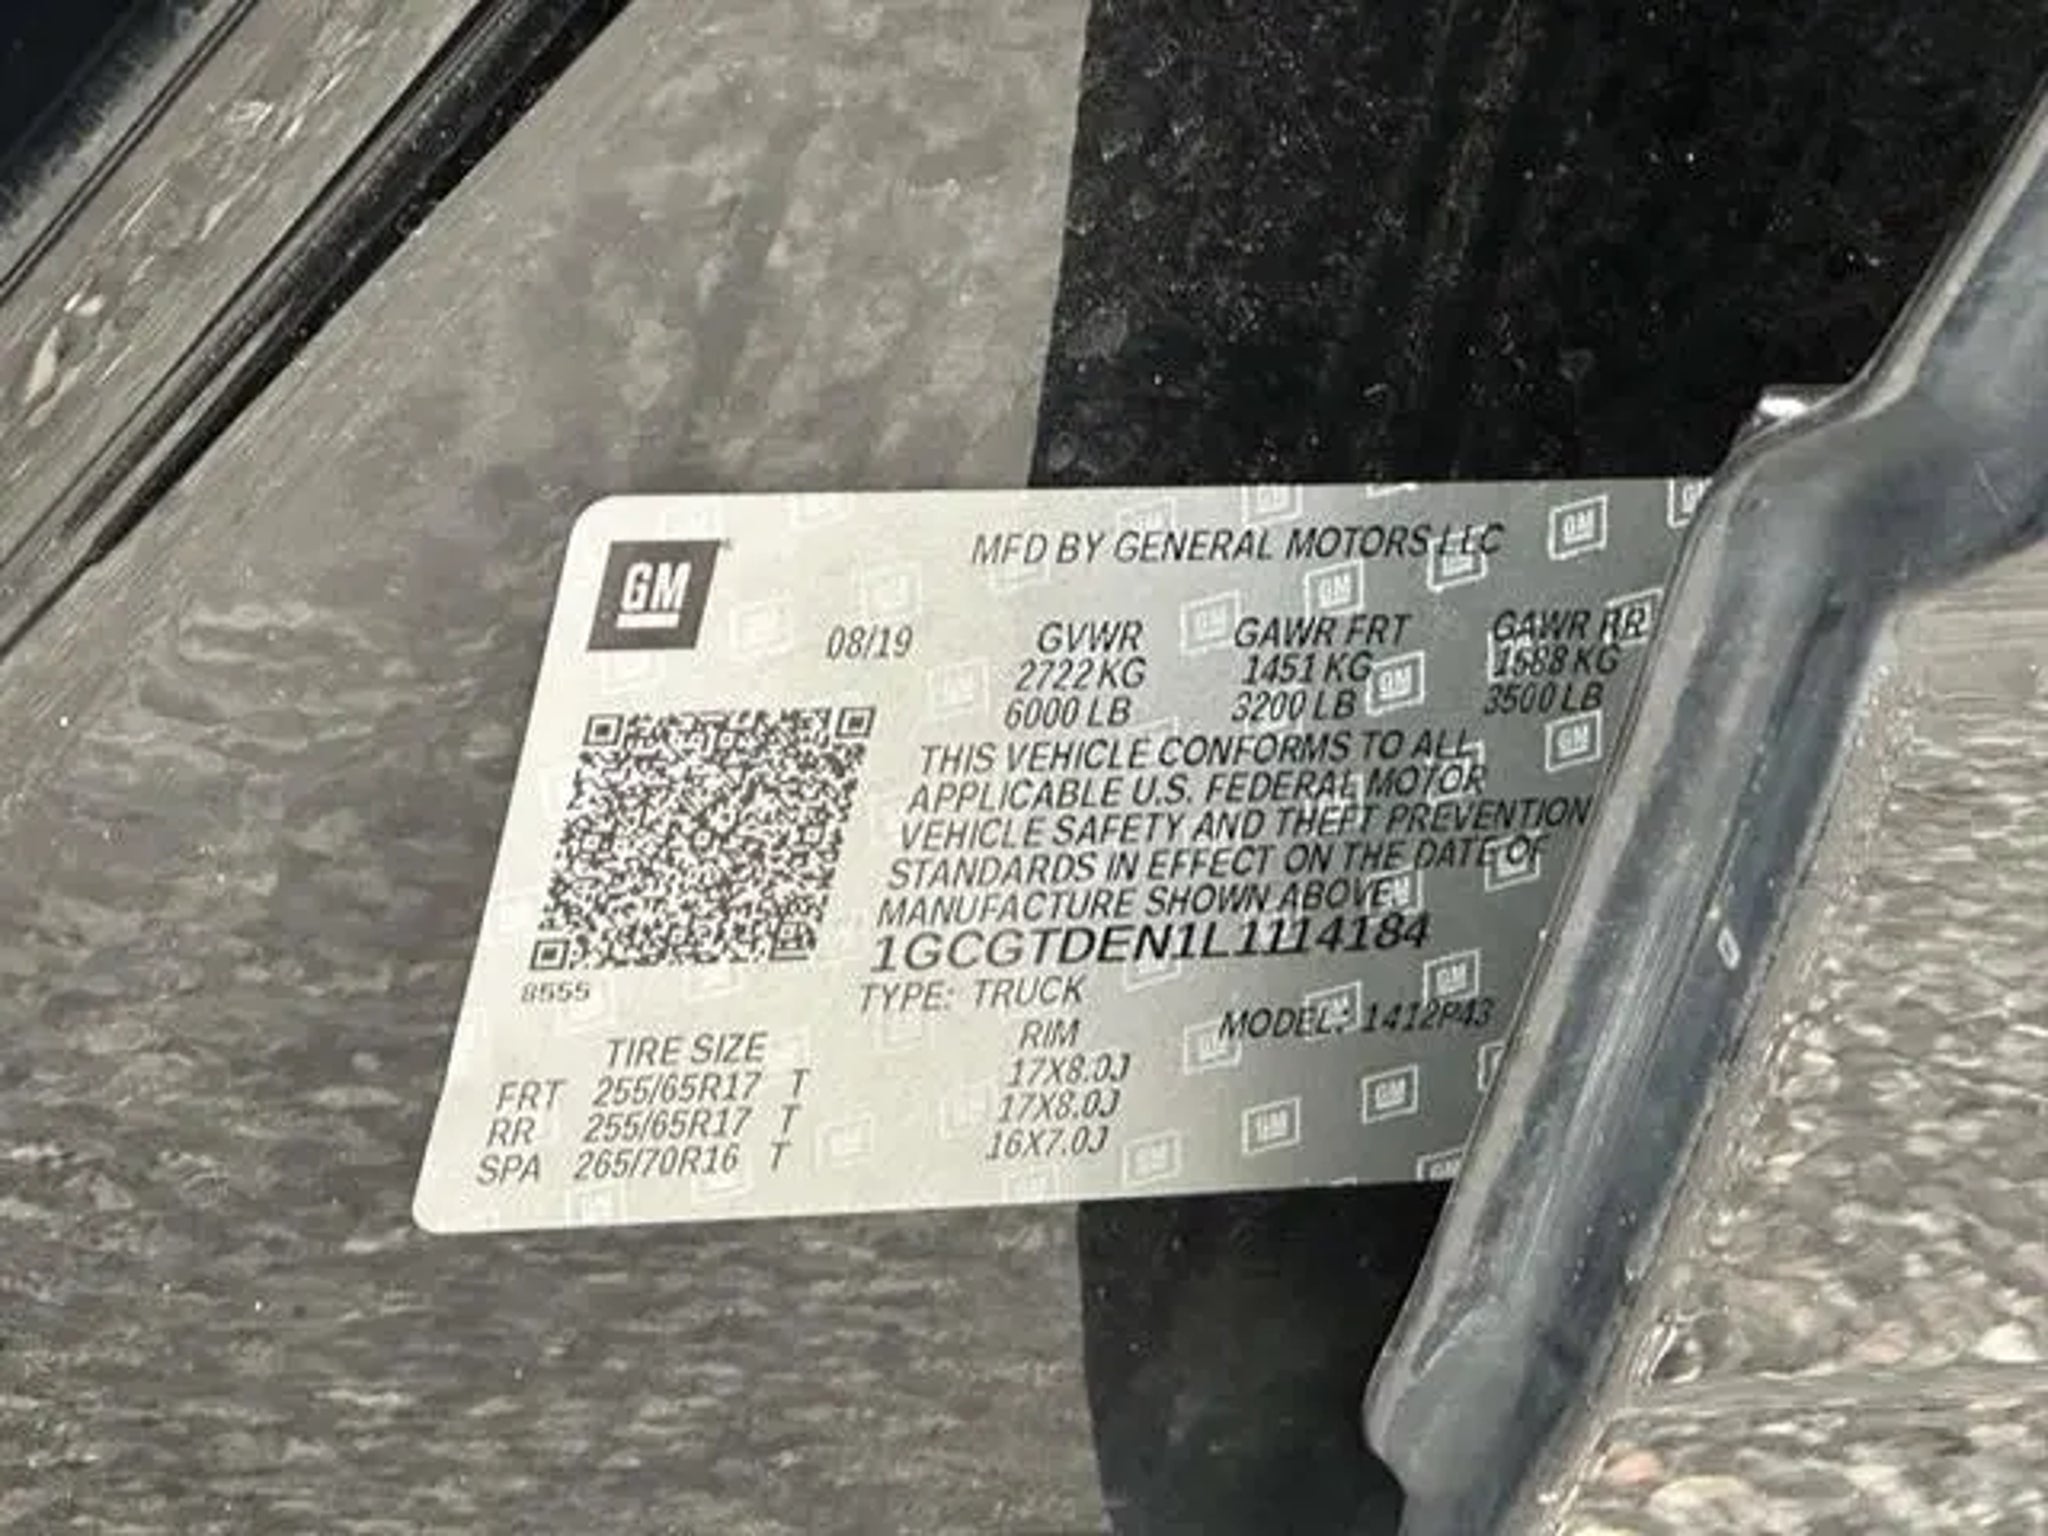 GM
MFD BY GENERAL MOTORS LLC
08/19 GVWR GAWR FRT GAWR RR
2722KG 1451 KG 1588 KG
6000 LB 3200 LB 3500 LB
THIS VEHICLE CONFORMS TO ALL
APPLICABLE U.S. FEDERAL MOTOR
VEHICLE SAFETY AND THEFT PREVENTION
STANDARDS IN EFFECT ON THE DATE OF
MANUFACTURE SHOWN ABOVE.
1GCGTDEN1L1114184
8555
TYPE: TRUCK
MODEL: 1412P43
TIRE SIZE RIM
FRT 255/65R17 T 17X8.0J
RR 255/65R17 T 17X8.0J
SPA 265/70R16 T 16X7.0J